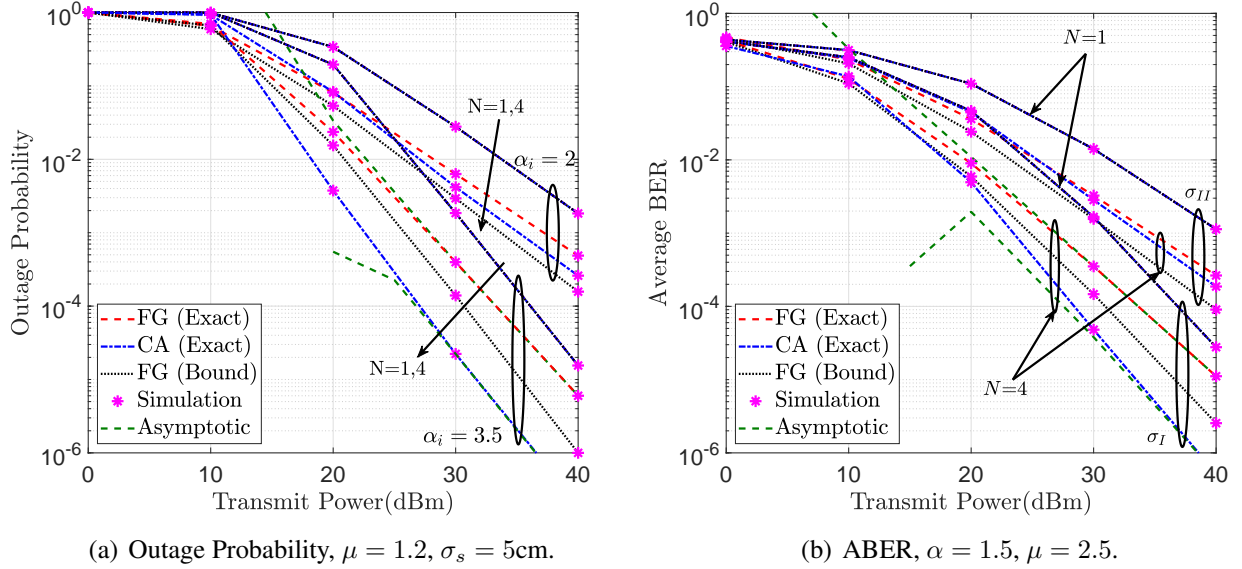 10^0
10^-2
10^-4
10^-6
Outage Probability
N=1,4
α_i = 2
N=1,4
α_i = 3.5
FG (Exact)
CA (Exact)
FG (Bound)
Simulation
Asymptotic
0 10 20 30 40
Transmit Power(dBm)
(a) Outage Probability, μ = 1.2, σ_s = 5cm.
10^0
10^-2
10^-4
10^-6
Average BER
N=1
σ_II
N=4
σ_I
FG (Exact)
CA (Exact)
FG (Bound)
Simulation
Asymptotic
0 10 20 30 40
Transmit Power(dBm)
(b) ABER, α = 1.5, μ = 2.5.